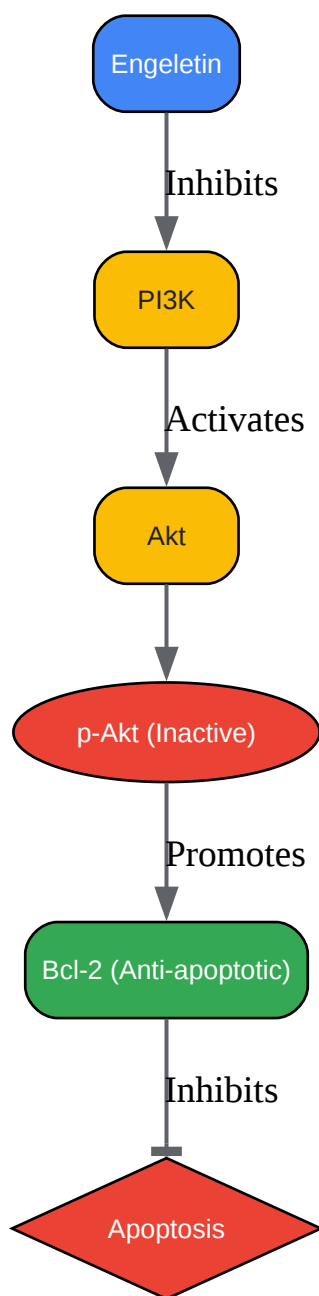 Engeletin
Inhibits
PI3K
Activates
Akt
p-Akt (Inactive)
Promotes
Bcl-2 (Anti-apoptotic)
Inhibits
Apoptosis